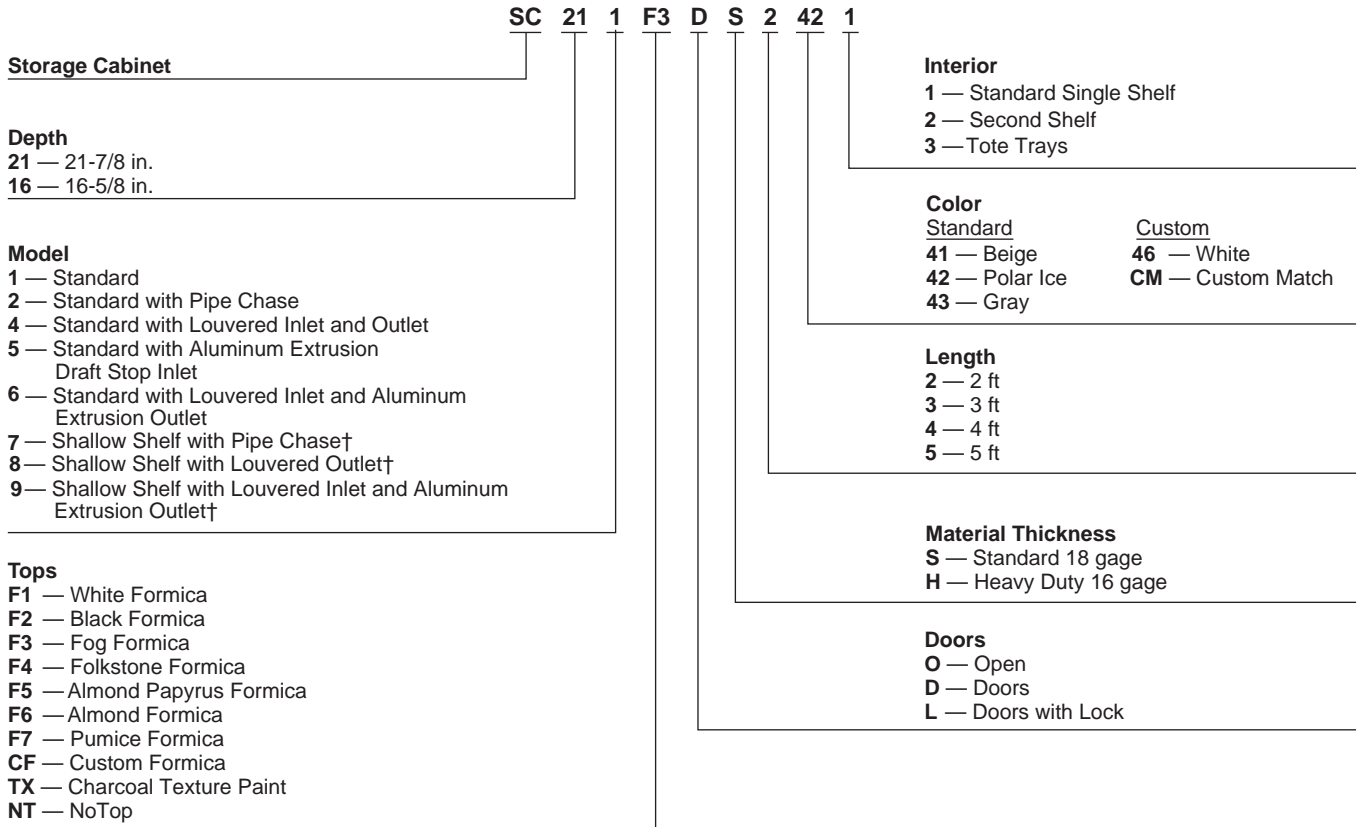 SC 21 1 F3 D S 2 42 1
Storage Cabinet
Depth
21 — 21-7/8 in.
16 — 16-5/8 in.
Model
1 — Standard
2 — Standard with Pipe Chase
4 — Standard with Louvered Inlet and Outlet
5 — Standard with Aluminum Extrusion
Draft Stop Inlet
6 — Standard with Louvered Inlet and Aluminum
Extrusion Outlet
7 — Shallow Shelf with Pipe Chase†
8 — Shallow Shelf with Louvered Outlet†
9 — Shallow Shelf with Louvered Inlet and Aluminum
Extrusion Outlet†
Tops
F1 — White Formica
F2 — Black Formica
F3 — Fog Formica
F4 — Folkstone Formica
F5 — Almond Papyrus Formica
F6 — Almond Formica
F7 — Pumice Formica
CF — Custom Formica
TX — Charcoal Texture Paint
NT — NoTop
Interior
1 — Standard Single Shelf
2 — Second Shelf
3 — Tote Trays
Color
Standard Custom
41 — Beige 46 — White
42 — Polar Ice CM — Custom Match
43 — Gray
Length
2 — 2 ft
3 — 3 ft
4 — 4 ft
5 — 5 ft
Material Thickness
S — Standard 18 gage
H — Heavy Duty 16 gage
Doors
O — Open
D — Doors
L — Doors with Lock